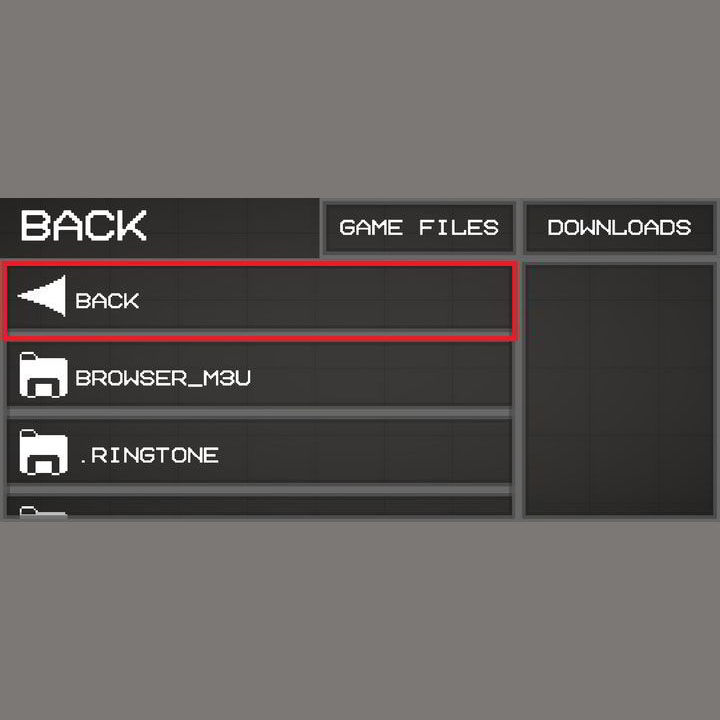 BACK
GAME FILES
DOWNLOADS
BACK
BROWSER_M3U
.RINGTONE